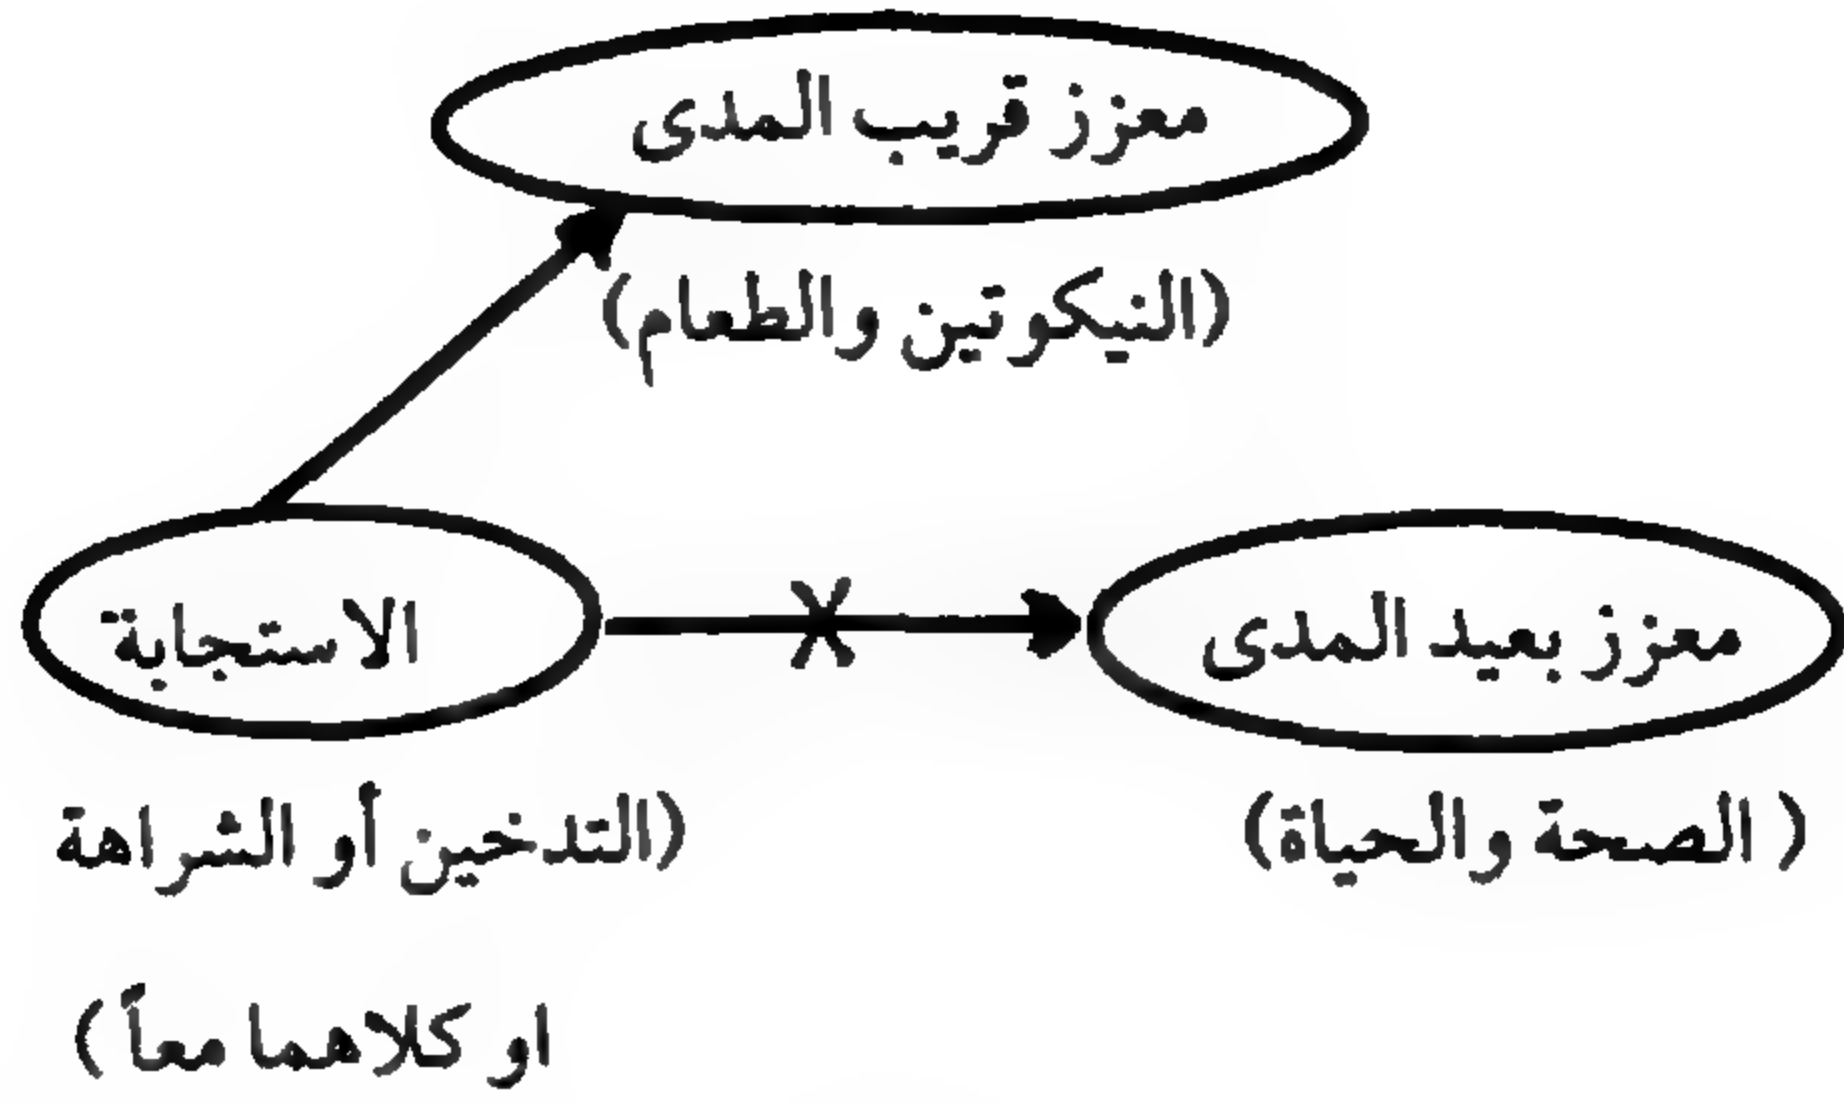 معزز قريب المدى
(النيكوتين والطعام)
معزز بعيد المدى
الاستجابة
( الصحة والحياة)
(التدخين أو الشراهة
او كلاهما معاً )
X